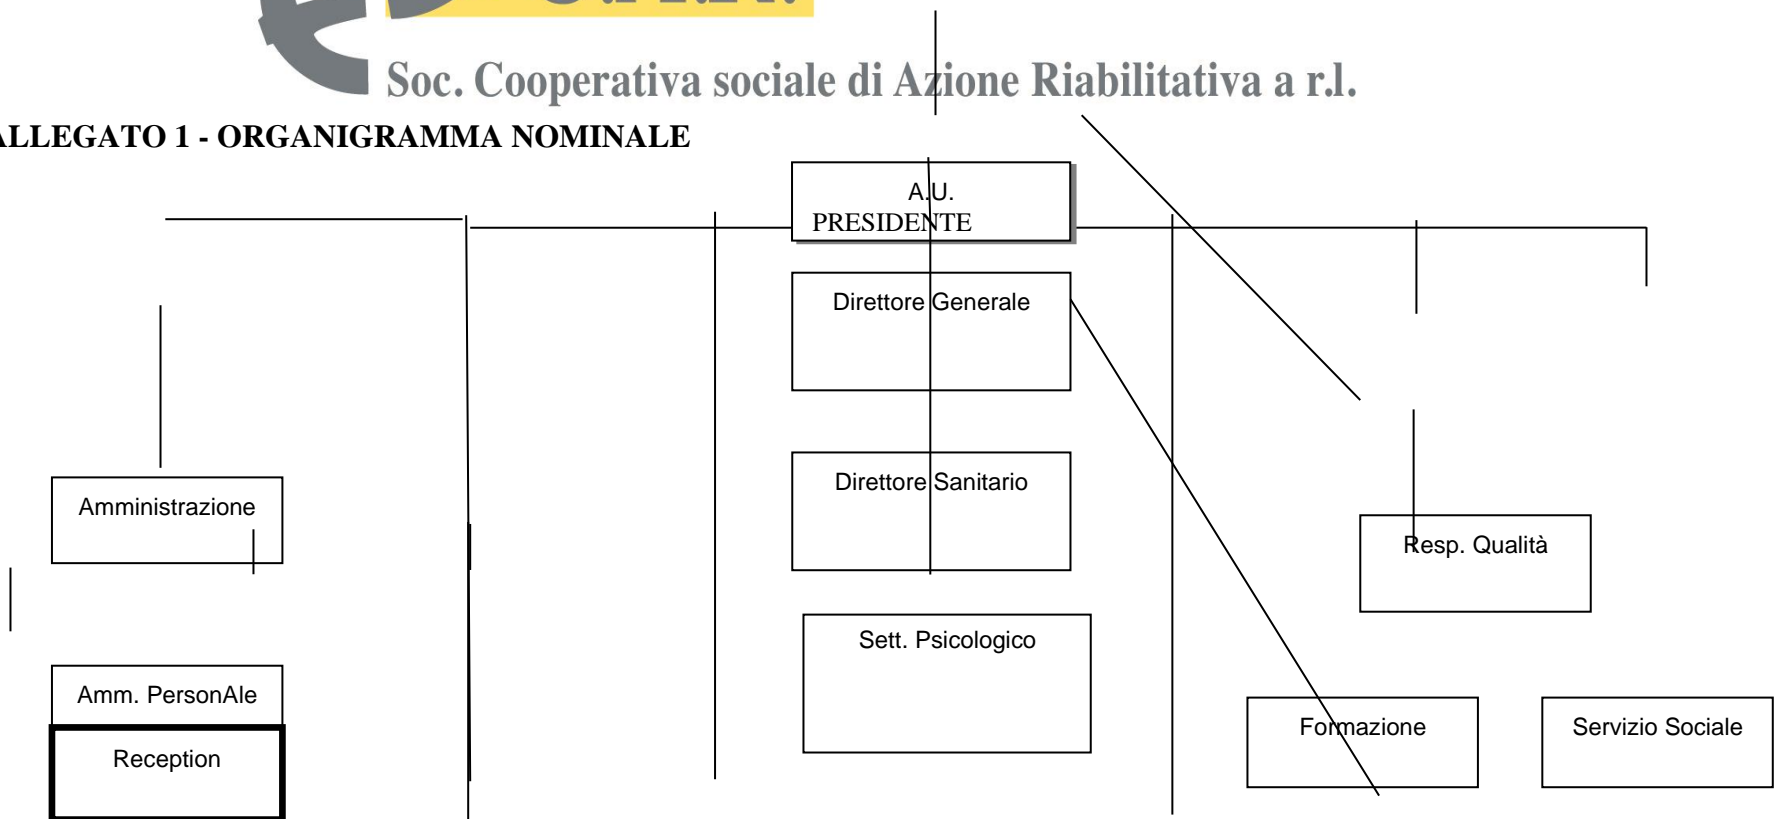 Soc. Cooperativa sociale di Azione Riabilitativa a r.l.
ALLEGATO 1 - ORGANIGRAMMA NOMINALE
A.U.
PRESIDENTE
Direttore Generale
Direttore Sanitario
Amministrazione
Resp. Qualità
Sett. Psicologico
Amm. PersonAle
Formazione
Servizio Sociale
Reception